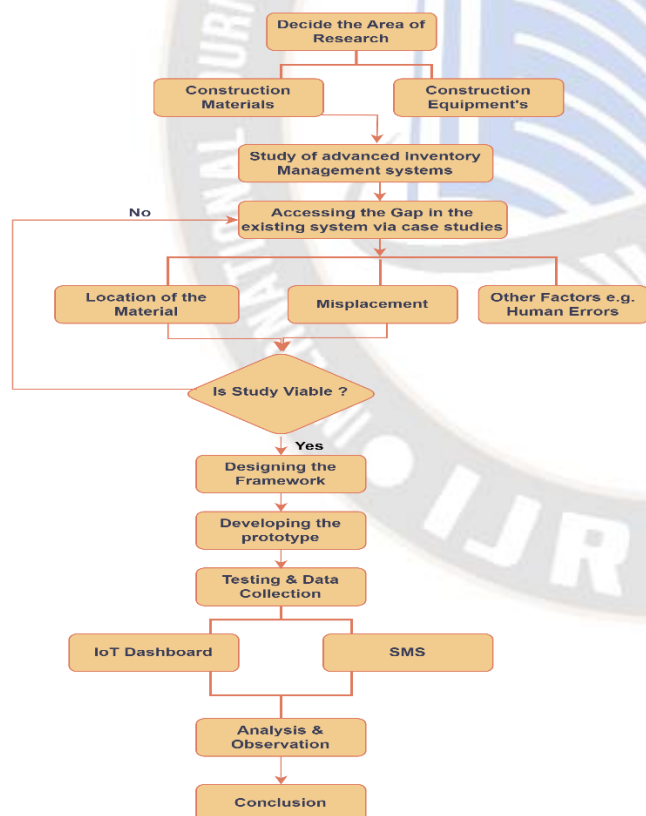 Decide the Area of
Research
Construction
Materials
Construction
Equipment's
Study of advanced Inventory
Management systems
No
Accessing the Gap in the
existing system via case studies
Location of the
Material
Misplacement
Other Factors e.g.
Human Errors
Is Study Viable ?
Yes
Designing the
Framework
Developing the
prototype
Testing & Data
Collection
IoT Dashboard
SMS
Analysis &
Observation
Conclusion
IJR